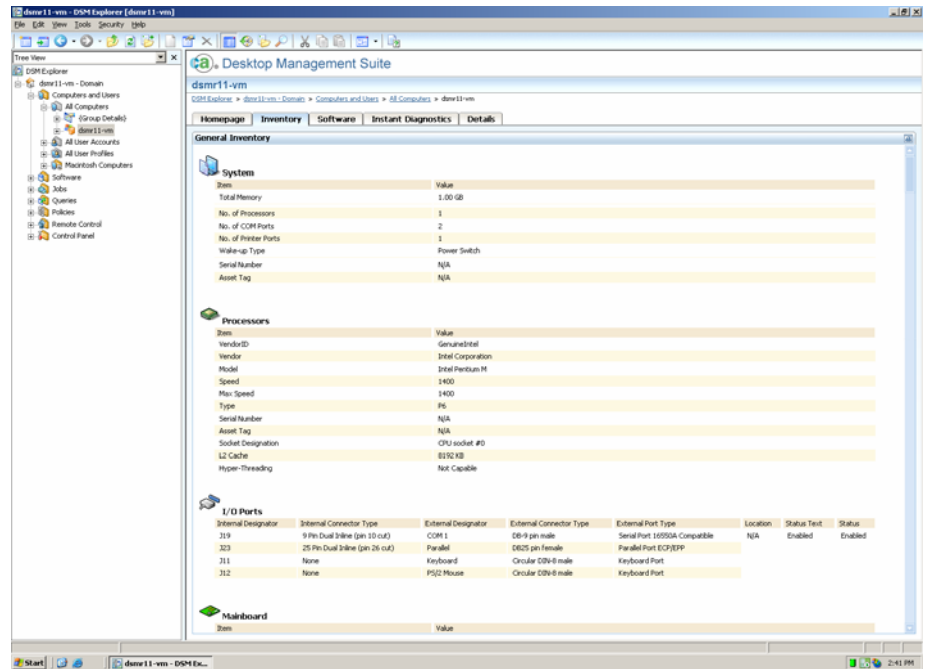 dsmr11-vm - DSM Explorer [dsmr11-vm]
File Edit View Tools Security Help
Tree View
DSM Explorer
dsmr11-vm - Domain
Computers and Users
All Computers
{Group Details}
dsmr11-vm
All User Accounts
All User Profiles
Macintosh Computers
Software
Jobs
Queries
Policies
Remote Control
Control Panel
ca Desktop Management Suite
dsmr11-vm
DSM Explorer > dsmr11-vm - Domain > Computers and Users > All Computers > dsmr11-vm
Homepage Inventory Software Instant Diagnostics Details
General Inventory
System
Item Value
Total Memory 1.00 GB
No. of Processors 1
No. of COM Ports 2
No. of Printer Ports 1
Wake-up Type Power Switch
Serial Number N/A
Asset Tag N/A
Processors
Item Value
VendorID GenuineIntel
Vendor Intel Corporation
Model Intel Pentium M
Speed 1400
Max Speed 1400
Type P6
Serial Number N/A
Asset Tag N/A
Socket Designation CPU socket #0
L2 Cache 8192 KB
Hyper-Threading Not Capable
I/O Ports
Internal Designator Internal Connector Type External Designator External Connector Type External Port Type Location Status Text Status
J19 9 Pin Dual Inline (pin 10 cut) COM 1 DB-9 pin male Serial Port 16550A Compatible N/A Enabled Enabled
J23 25 Pin Dual Inline (pin 26 cut) Parallel DB25 pin female Parallel Port ECP/EPP
J11 None Keyboard Circular DIN-8 male Keyboard Port
J12 None PS/2 Mouse Circular DIN-8 male Keyboard Port
Mainboard
Item Value
Start dsmr11-vm - DSM Ex... 2:41 PM